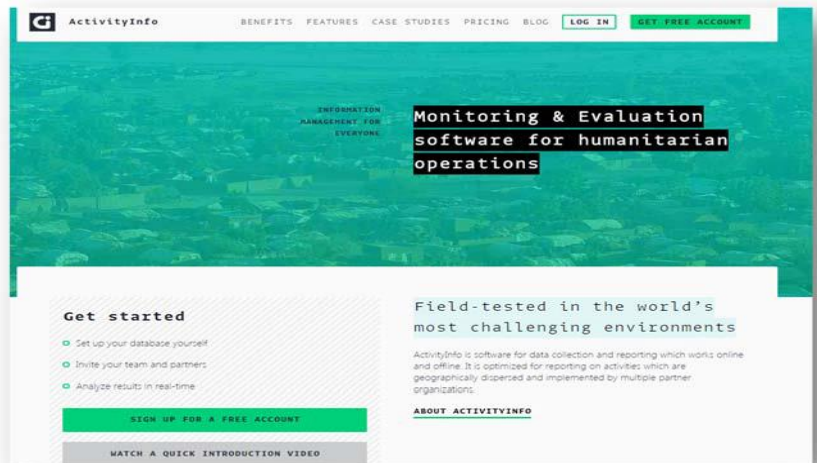 ActivityInfo
BENEFITS FEATURES CASE STUDIES PRICING BLOG LOG IN GET FREE ACCOUNT
INFORMATION
MANAGEMENT FOR
EVERYONE
Monitoring & Evaluation
software for humanitarian
operations
Get started
Set up your database yourself
Invite your team and partners
Analyze results in real-time
SIGN UP FOR A FREE ACCOUNT
WATCH A QUICK INTRODUCTION VIDEO
Field-tested in the world's
most challenging environments
ActivityInfo is software for data collection and reporting which works online
and offline. It is optimized for reporting on activities which are
geographically dispersed and implemented by multiple partner
organizations.
ABOUT ACTIVITYINFO